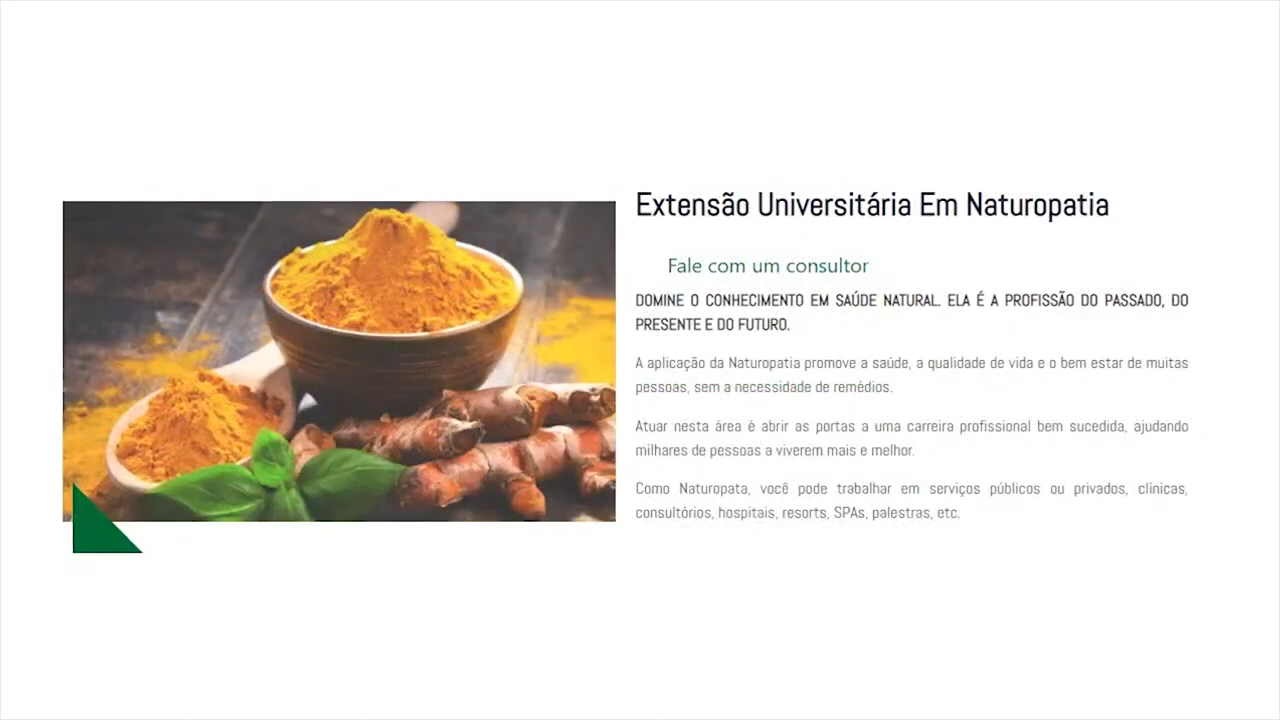 Extensão Universitária Em Naturopatia
Fale com um consultor
DOMINE O CONHECIMENTO EM SAÚDE NATURAL. ELA É A PROFISSÃO DO PASSADO, DO
PRESENTE E DO FUTURO.
A aplicação da Naturopatia promove a saúde, a qualidade de vida e o bem estar de muitas
pessoas, sem a necessidade de remédios.
Atuar nesta área é abrir as portas a uma carreira profissional bem sucedida, ajudando
milhares de pessoas a viverem mais e melhor.
Como Naturopata, você pode trabalhar em serviços públicos ou privados, clínicas,
consultórios, hospitais, resorts, SPAs, palestras, etc.